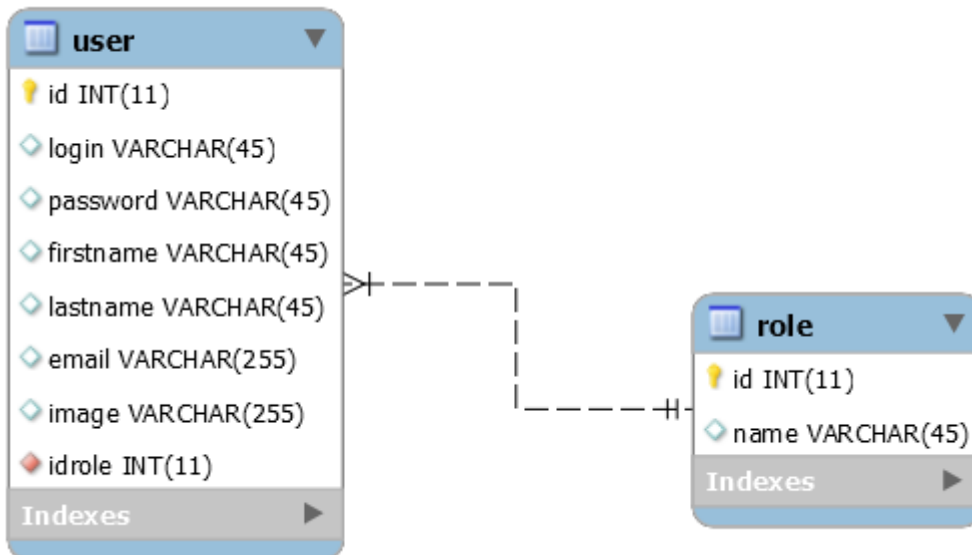 user
id INT(11)
login VARCHAR(45)
password VARCHAR(45)
firstname VARCHAR(45)
lastname VARCHAR(45)
email VARCHAR(255)
image VARCHAR(255)
idrole INT(11)
Indexes
role
id INT(11)
name VARCHAR(45)
Indexes